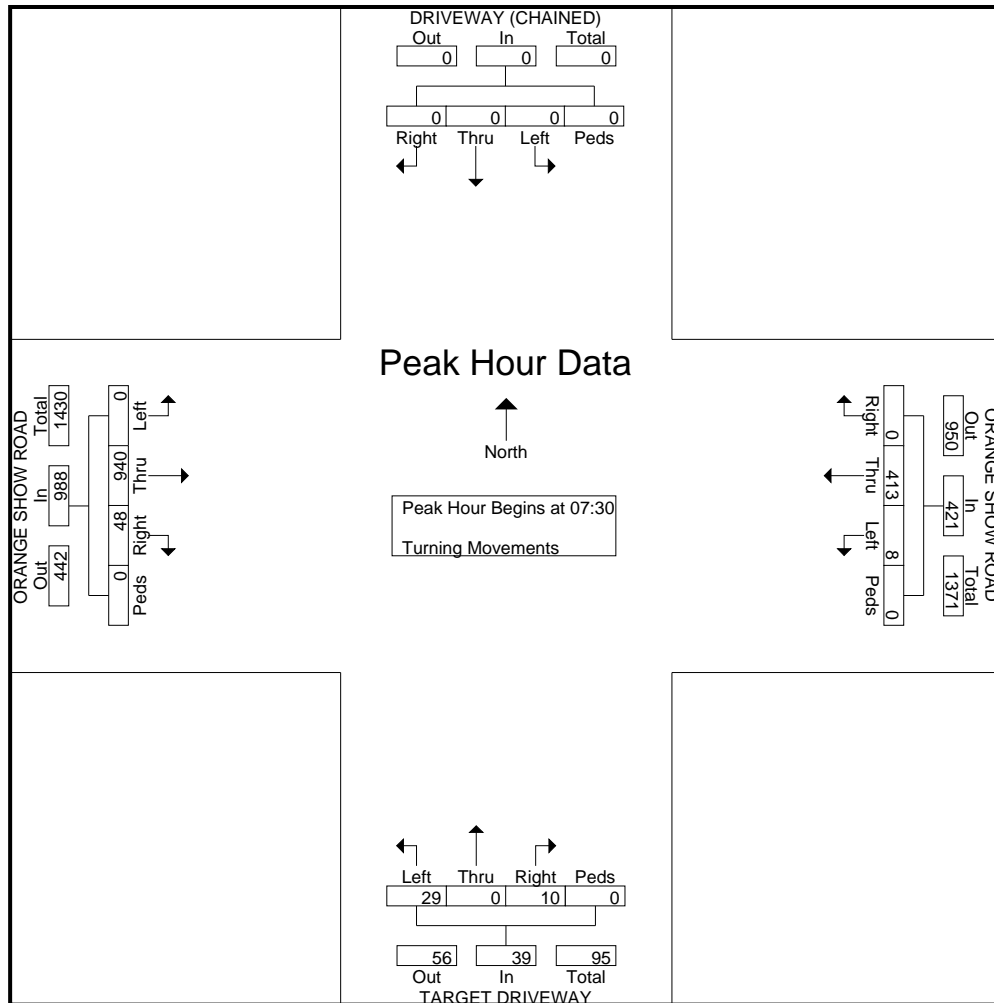 DRIVEWAY (CHAINED)
Out In Total
0 0 0
0 0 0 0
Right Thru Left Peds
Peak Hour Data
North
Peak Hour Begins at 07:30
Turning Movements
ORANGE SHOW ROAD
Total In Out
1430 988 442
0 940 48 0
Left Thru Right Peds
ORANGE SHOW ROAD
Out In Total
950 421 1371
0 413 8 0
Right Thru Left Peds
Left Thru Right Peds
29 0 10 0
56 39 95
Out In Total
TARGET DRIVEWAY